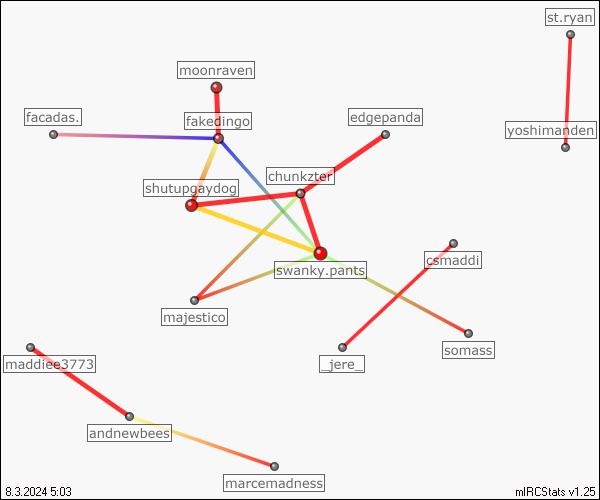 st.ryan
moonraven
facadas.
fakedingo
edgepanda
yoshimanden
chunkzter
shutupgaydog
csmaddi
swanky.pants
majestico
somass
_jere_
maddiee3773
andnewbees
marcemadness
8.3.2024 5:03
mIRCStats v1.25